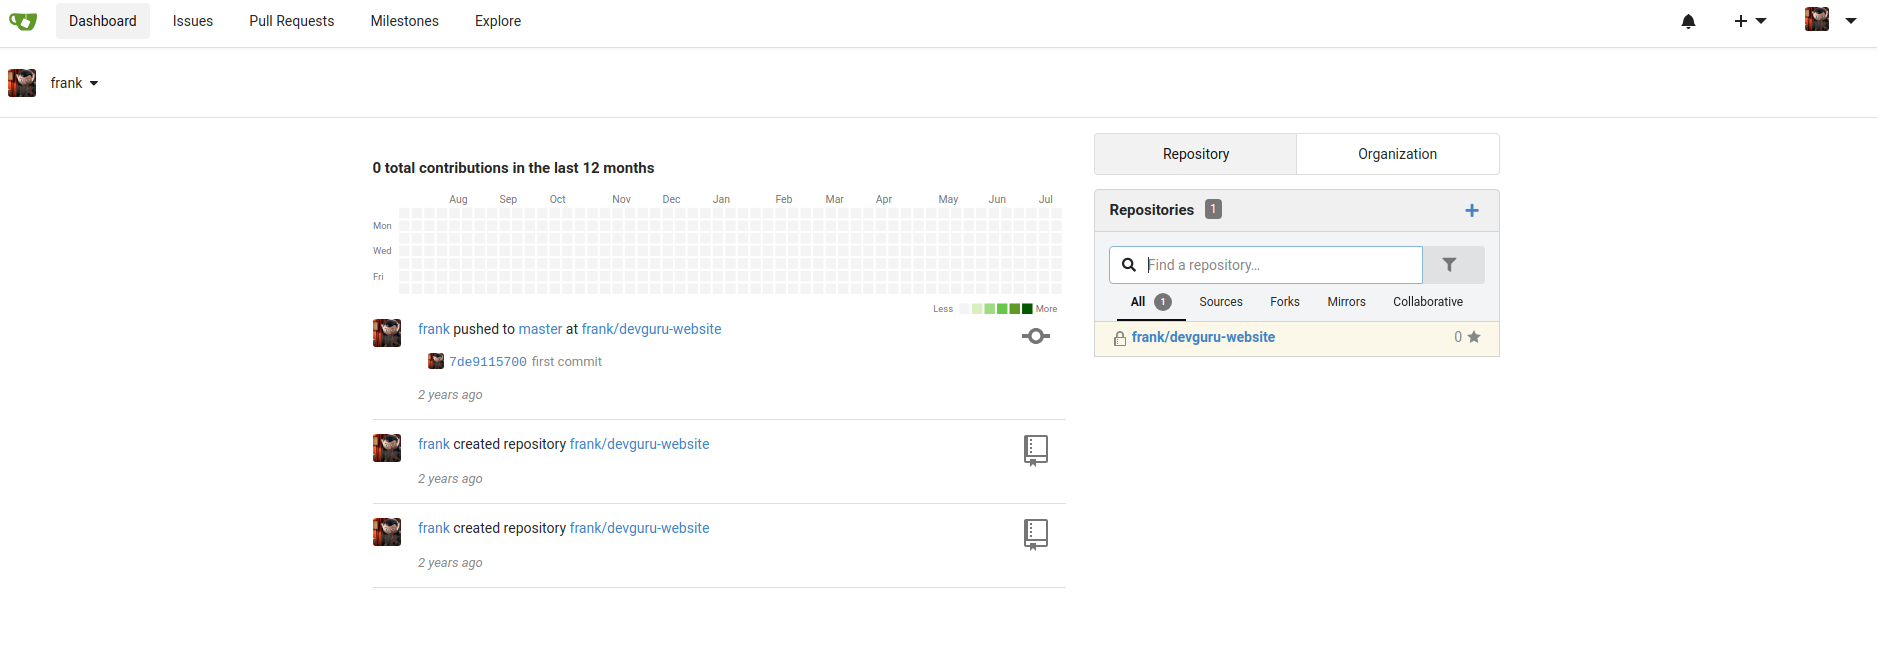 Dashboard Issues Pull Requests Milestones Explore
frank
0 total contributions in the last 12 months
Aug Sep Oct Nov Dec Jan Feb Mar Apr May Jun Jul
Mon
Wed
Fri
Less More
frank pushed to master at frank/devguru-website
7de9115700 first commit
2 years ago
frank created repository frank/devguru-website
2 years ago
frank created repository frank/devguru-website
2 years ago
Repository Organization
Repositories 1
Find a repository...
All 1 Sources Forks Mirrors Collaborative
frank/devguru-website 0